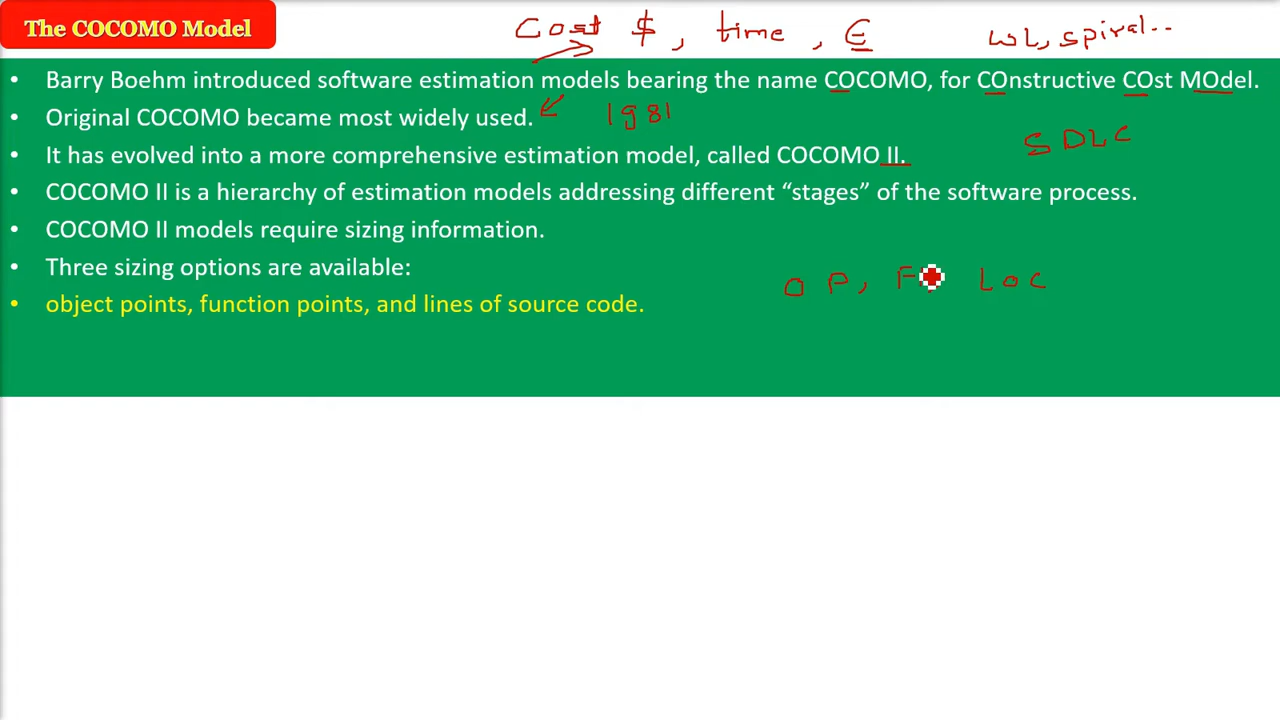 The COCOMO Model
Cost $, time, E
WL, spiral..
• Barry Boehm introduced software estimation models bearing the name COCOMO, for COnstructive COst MOdel.
• Original COCOMO became most widely used.
1981
SDLC
• It has evolved into a more comprehensive estimation model, called COCOMO II.
• COCOMO II is a hierarchy of estimation models addressing different “stages” of the software process.
• COCOMO II models require sizing information.
• Three sizing options are available:
OP, LOC
• object points, function points, and lines of source code.